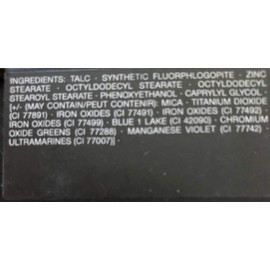 INGREDIENTS: TALC · SYNTHETIC FLUORPHLOGOPITE · ZINC
STEARATE · OCTYLDODECYL STEARATE · OCTYLDODECYL
STEAROYL STEARATE · PHENOXYETHANOL · CAPRYLYL GLYCOL ·
[+/- (MAY CONTAIN/PEUT CONTENIR): MICA · TITANIUM DIOXIDE
(CI 77891) · IRON OXIDES (CI 77491) · IRON OXIDES (CI 77492) ·
IRON OXIDES (CI 77499) · BLUE 1 LAKE (CI 42090) · CHROMIUM
OXIDE GREENS (CI 77288) · MANGANESE VIOLET (CI 77742) ·
ULTRAMARINES (CI 77007)] ·